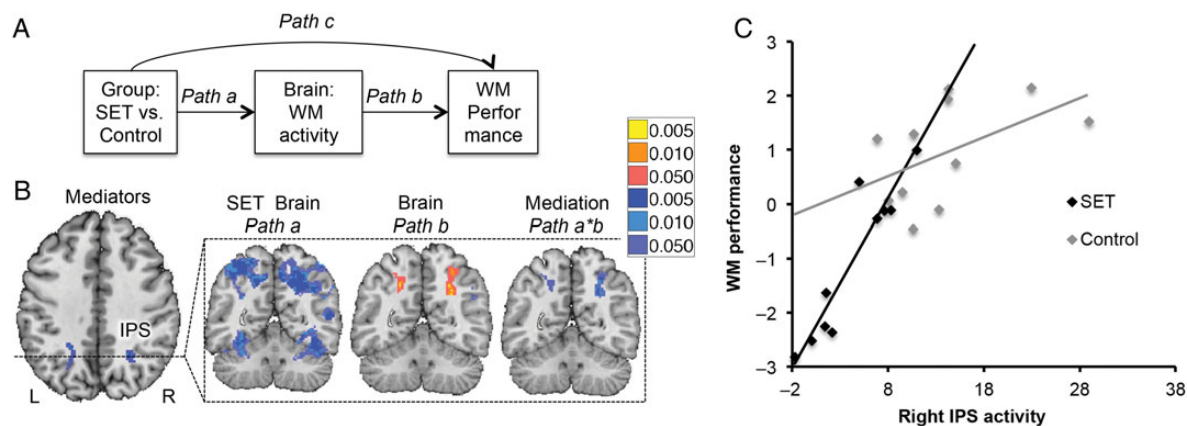 A
Path c
Group:
SET vs.
Control
Path a
Brain:
WM
activity
Path b
WM
Perfor
mance
0.005
0.010
0.050
0.005
0.010
0.050
B
Mediators
IPS
L
R
SET Brain
Path a
Brain
Path b
Mediation
Path a*b
C
WM performance
3
2
1
0
−1
−2
−3
−2
8
18
28
38
Right IPS activity
SET
Control